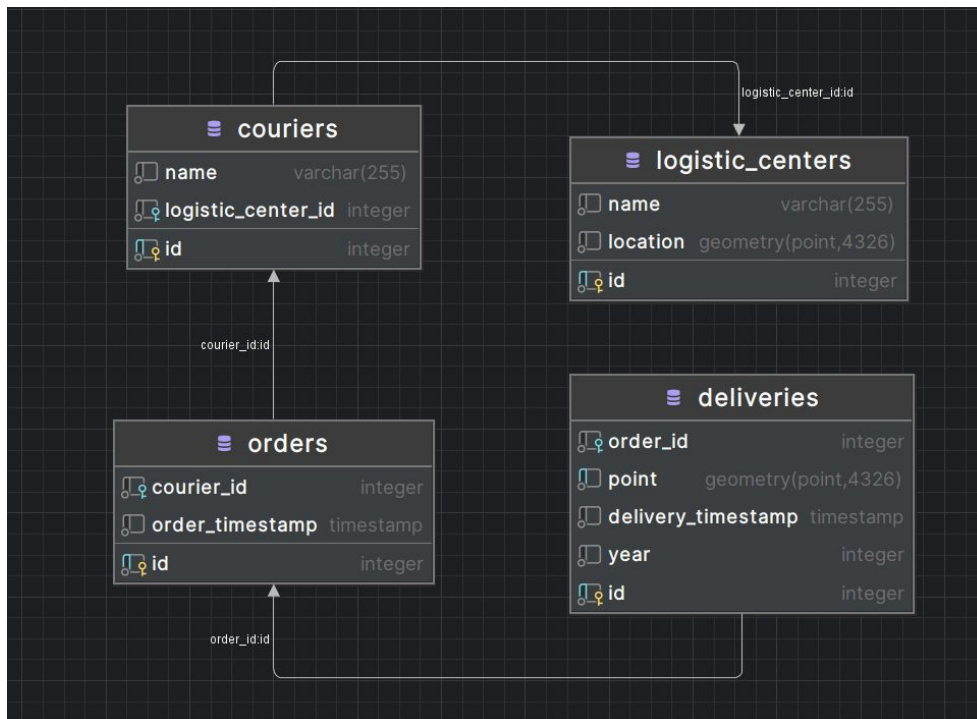 logistic_center_id:id
couriers
name varchar(255)
logistic_center_id integer
id integer
logistic_centers
name varchar(255)
location geometry(point,4326)
id integer
courier_id:id
orders
courier_id integer
order_timestamp timestamp
id integer
deliveries
order_id integer
point geometry(point,4326)
delivery_timestamp timestamp
year integer
id integer
order_id:id